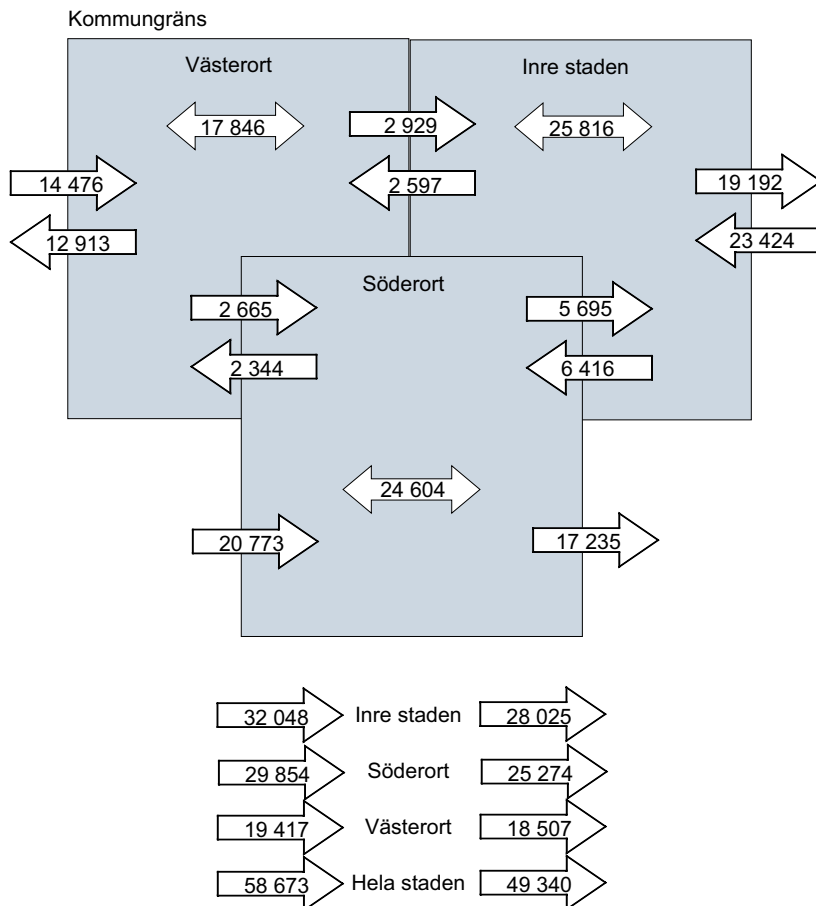 Kommungräns
Västerort
Inre staden
17 846
2 929
25 816
14 476
2 597
19 192
12 913
23 424
Söderort
2 665
5 695
2 344
6 416
24 604
20 773
17 235
32 048 Inre staden 28 025
29 854 Söderort 25 274
19 417 Västerort 18 507
58 673 Hela staden 49 340